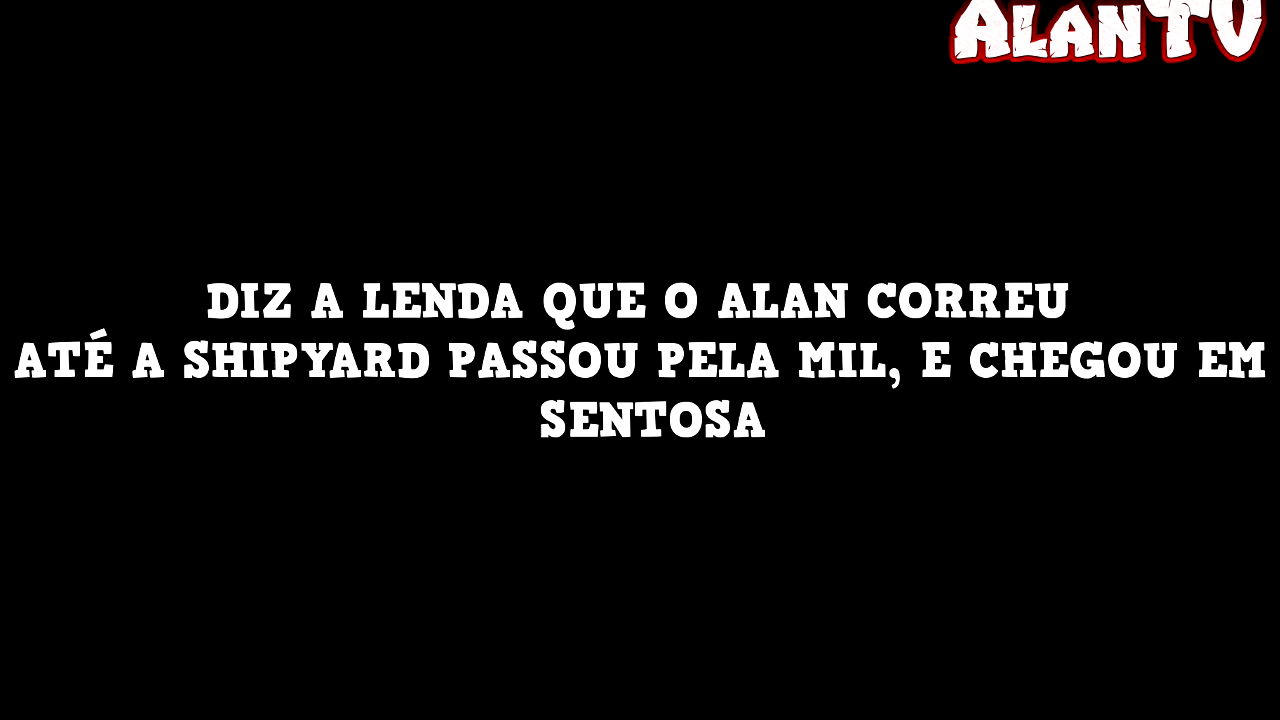 AlanTV
DIZ A LENDA QUE O ALAN CORREU
ATÉ A SHIPYARD PASSOU PELA MIL, E CHEGOU EM
SENTOSA